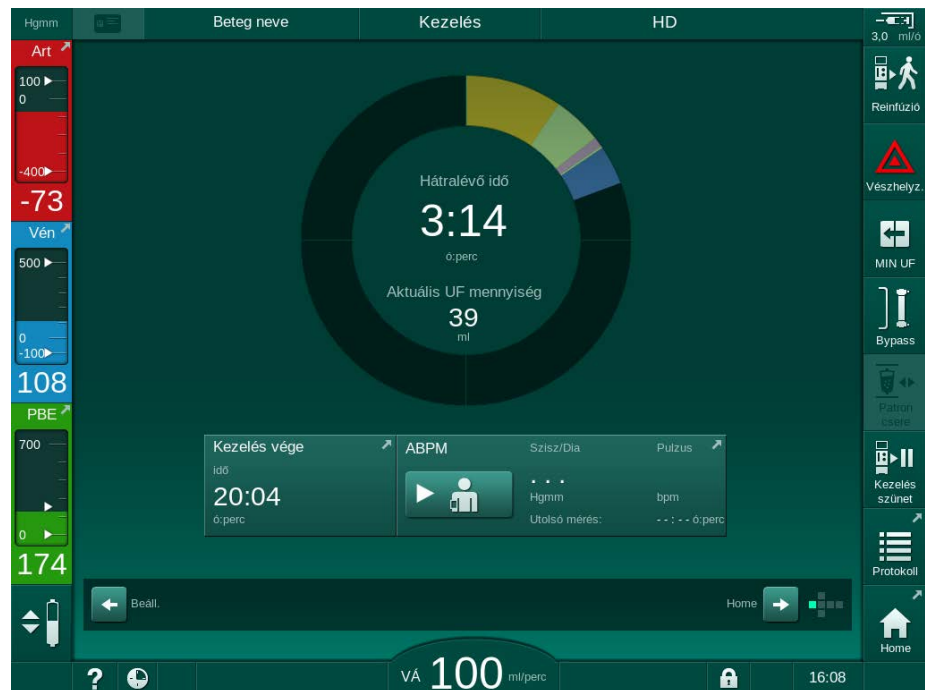 Hgmm
Beteg neve
Kezelés
HD
3,0 ml/ó
Art
100
0
-400
-73
Vén
500
0
-100
108
PBE
700
0
174
Hátralévő idő
3:14
ó:perc
Aktuális UF mennyiség
39
ml
Kezelés vége
idő
20:04
ó:perc
ABPM
Szisz/Dia
Pulzus
. . .
Hgmm
bpm
Utolsó mérés:
--:-- ó:perc
Beáll.
Home
Reinfúzió
Vészhelyz.
MIN UF
Bypass
Patron
csere
Kezelés
szünet
Protokoll
Home
?
VÁ 100 ml/perc
16:08